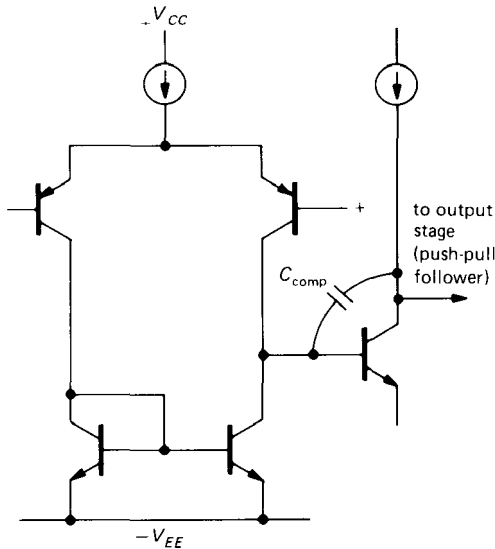 +V_CC
to output
stage
(push-pull
follower)
C_comp
+
−
−V_EE